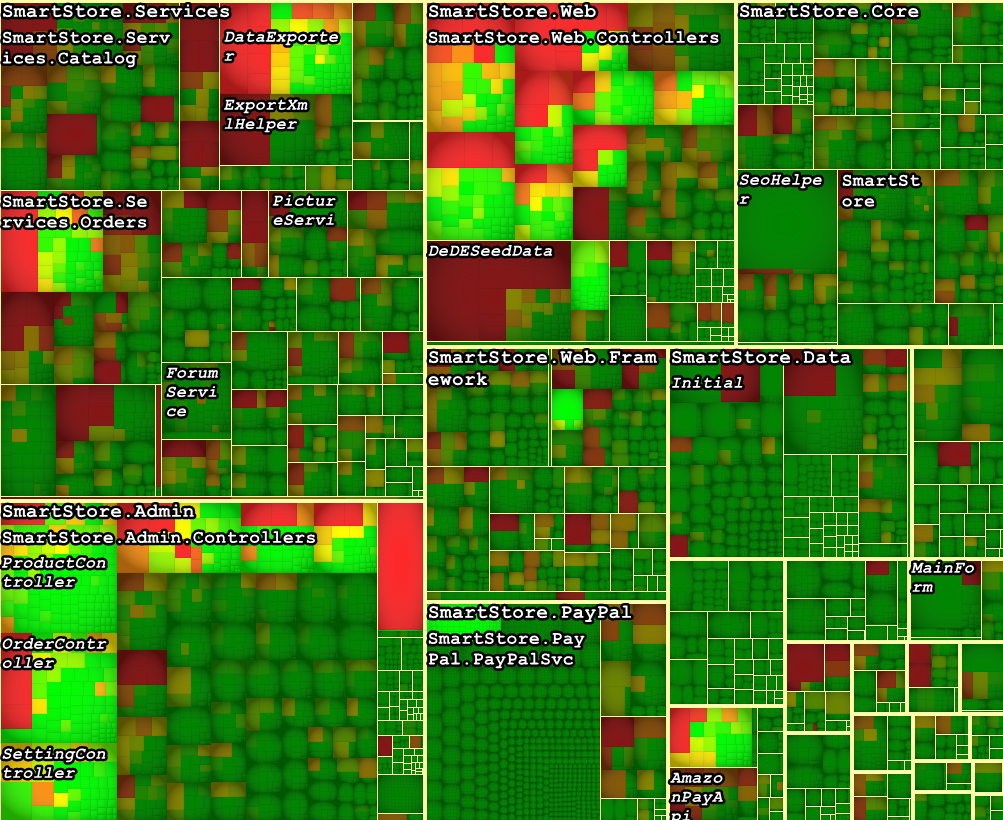 SmartStore.Services
SmartStore.Serv
ices.Catalog
DataExporte
r
ExportXm
lHelper
SmartStore.Se
rvices.Orders
Pictur
eServi
Forum
Servi
ce
SmartStore.Web
SmartStore.Web.Controllers
DeDESeedData
SmartStore.Core
SeoHelpe
r
SmartSt
ore
SmartStore.Web.Fram
ework
SmartStore.Data
Initial
SmartStore.Admin
SmartStore.Admin.Controllers
ProductCon
troller
OrderContr
oller
SettingCon
troller
SmartStore.PayPal
SmartStore.Pay
Pal.PayPalSvc
MainFo
rm
Amazo
nPayA
pi